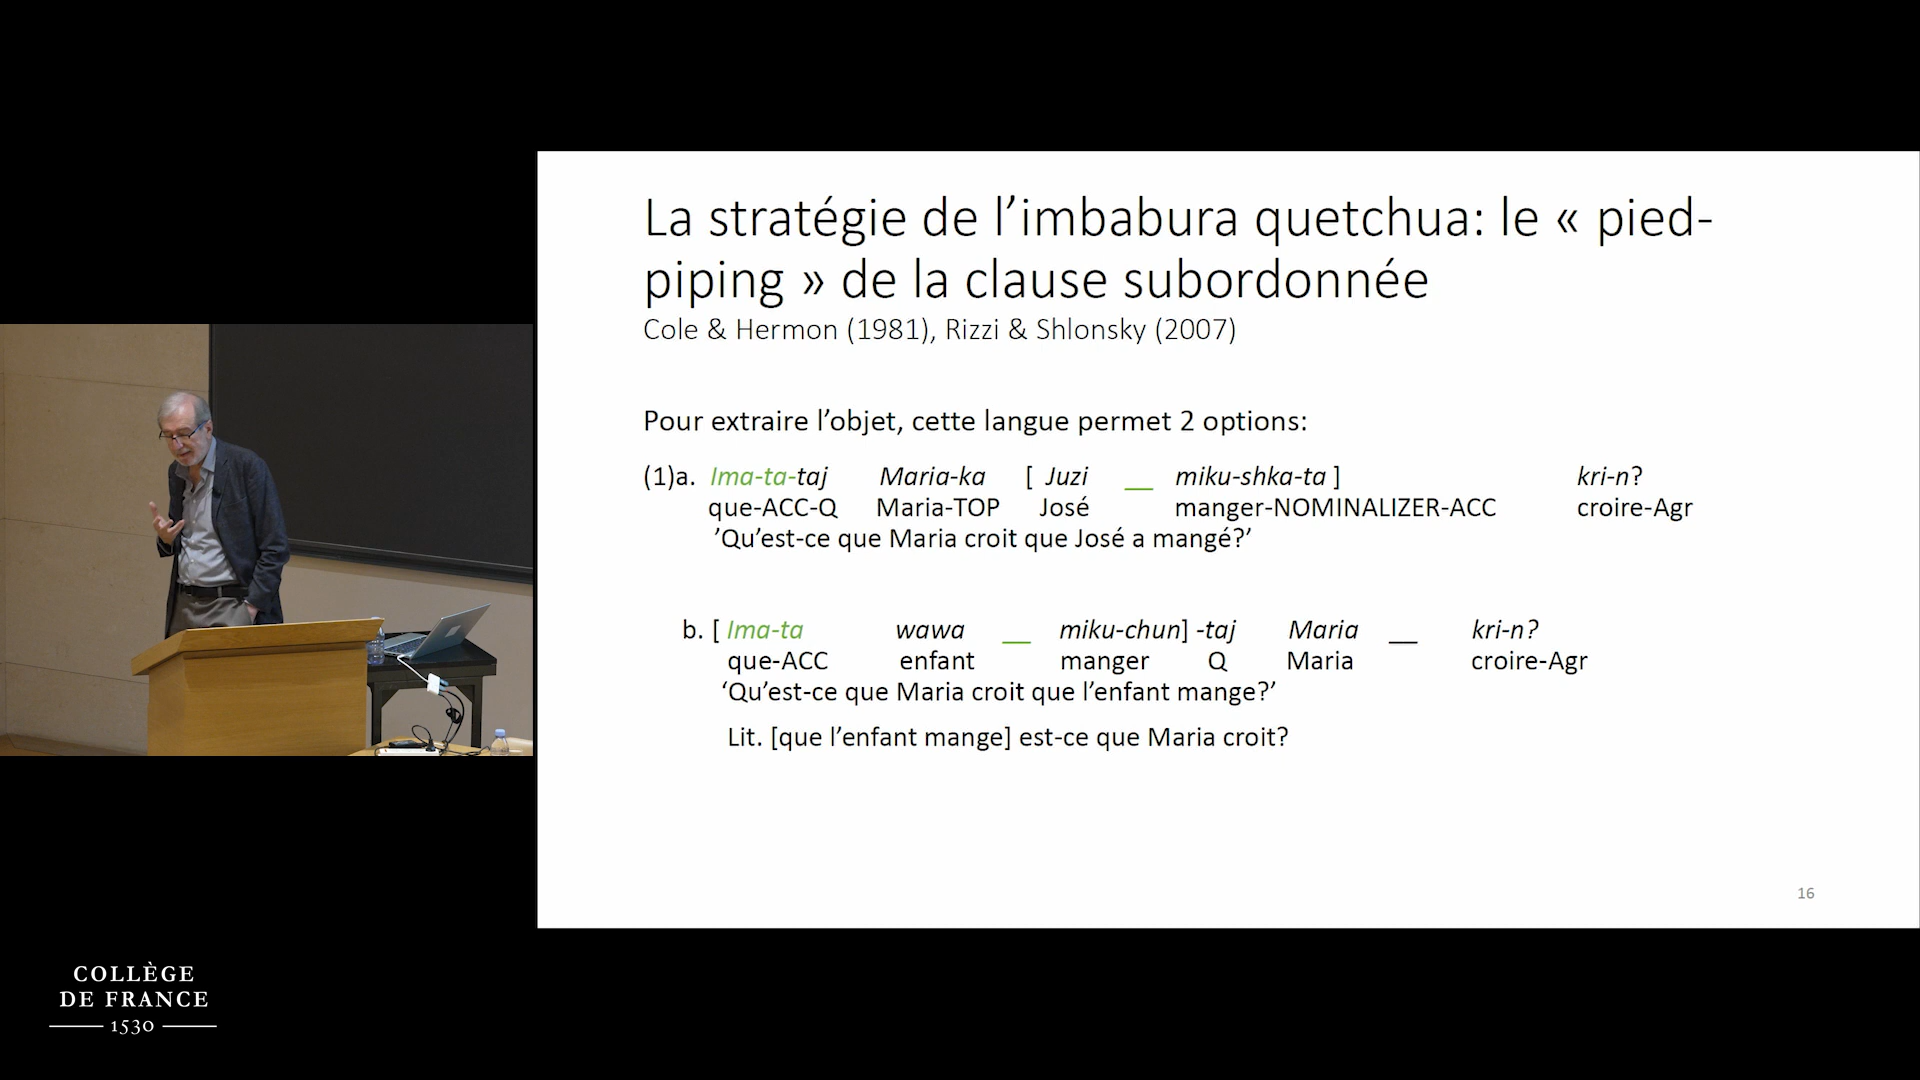 La stratégie de l’imbabura quetchua: le « pied-
piping » de la clause subordonnée
Cole & Hermon (1981), Rizzi & Shlonsky (2007)
Pour extraire l’objet, cette langue permet 2 options:
(1)a. Ima-ta-taj Maria-ka [ Juzi __ miku-shka-ta ] kri-n?
que-ACC-Q Maria-TOP José manger-NOMINALIZER-ACC croire-Agr
’Qu’est-ce que Maria croit que José a mangé?’
b. [ Ima-ta wawa __ miku-chun] -taj Maria __ kri-n?
que-ACC enfant manger Q Maria croire-Agr
‘Qu’est-ce que Maria croit que l’enfant mange?’
Lit. [que l’enfant mange] est-ce que Maria croit?
16
COLLÈGE
DE FRANCE
1530